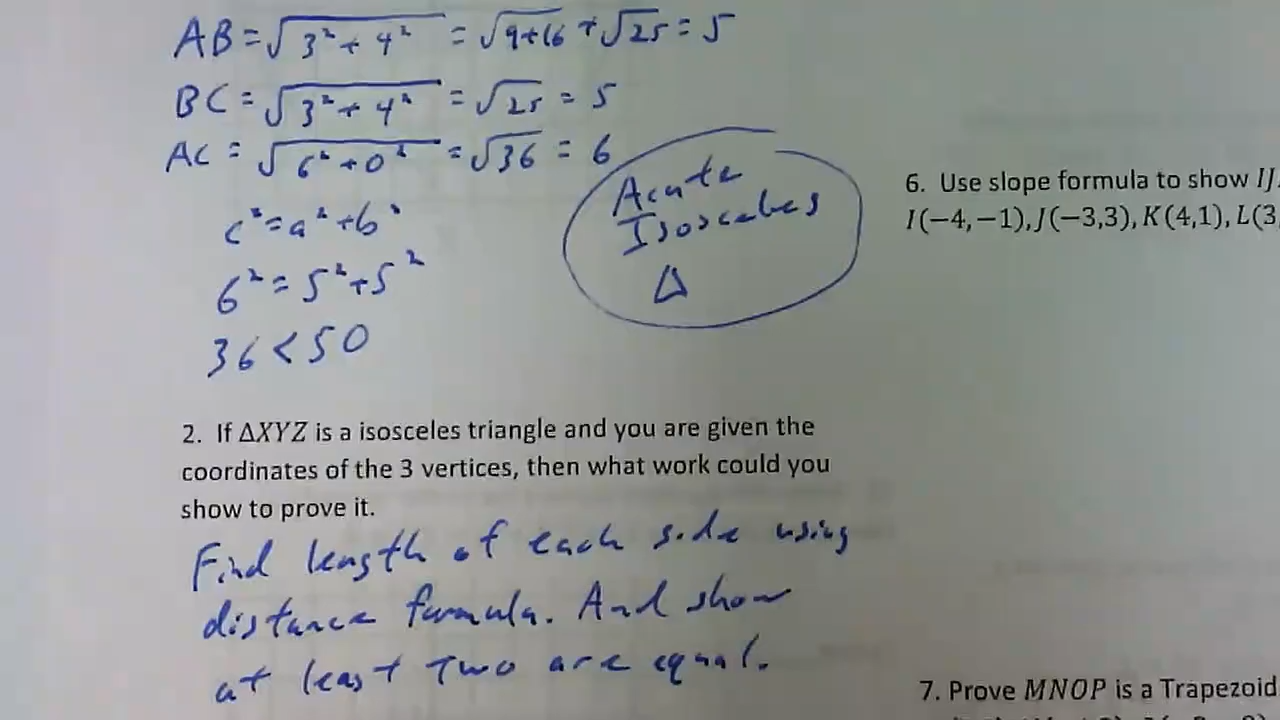 AB = √3² + 4² = √9+16 + √25 = 5
BC = √3² + 4² = √25 = 5
AC = √6² + 0² = √36 = 6
c² = a² + b²
6² = 5² + 5²
36 < 50
Acute
Isosceles
Δ
2. If ΔXYZ is a isosceles triangle and you are given the
coordinates of the 3 vertices, then what work could you
show to prove it.
Find length of each side using
distance formula. And show
at least two are equal.
6. Use slope formula to show IJ
I(−4,−1),J(−3,3),K(4,1),L(3,
7. Prove MNOP is a Trapezoid